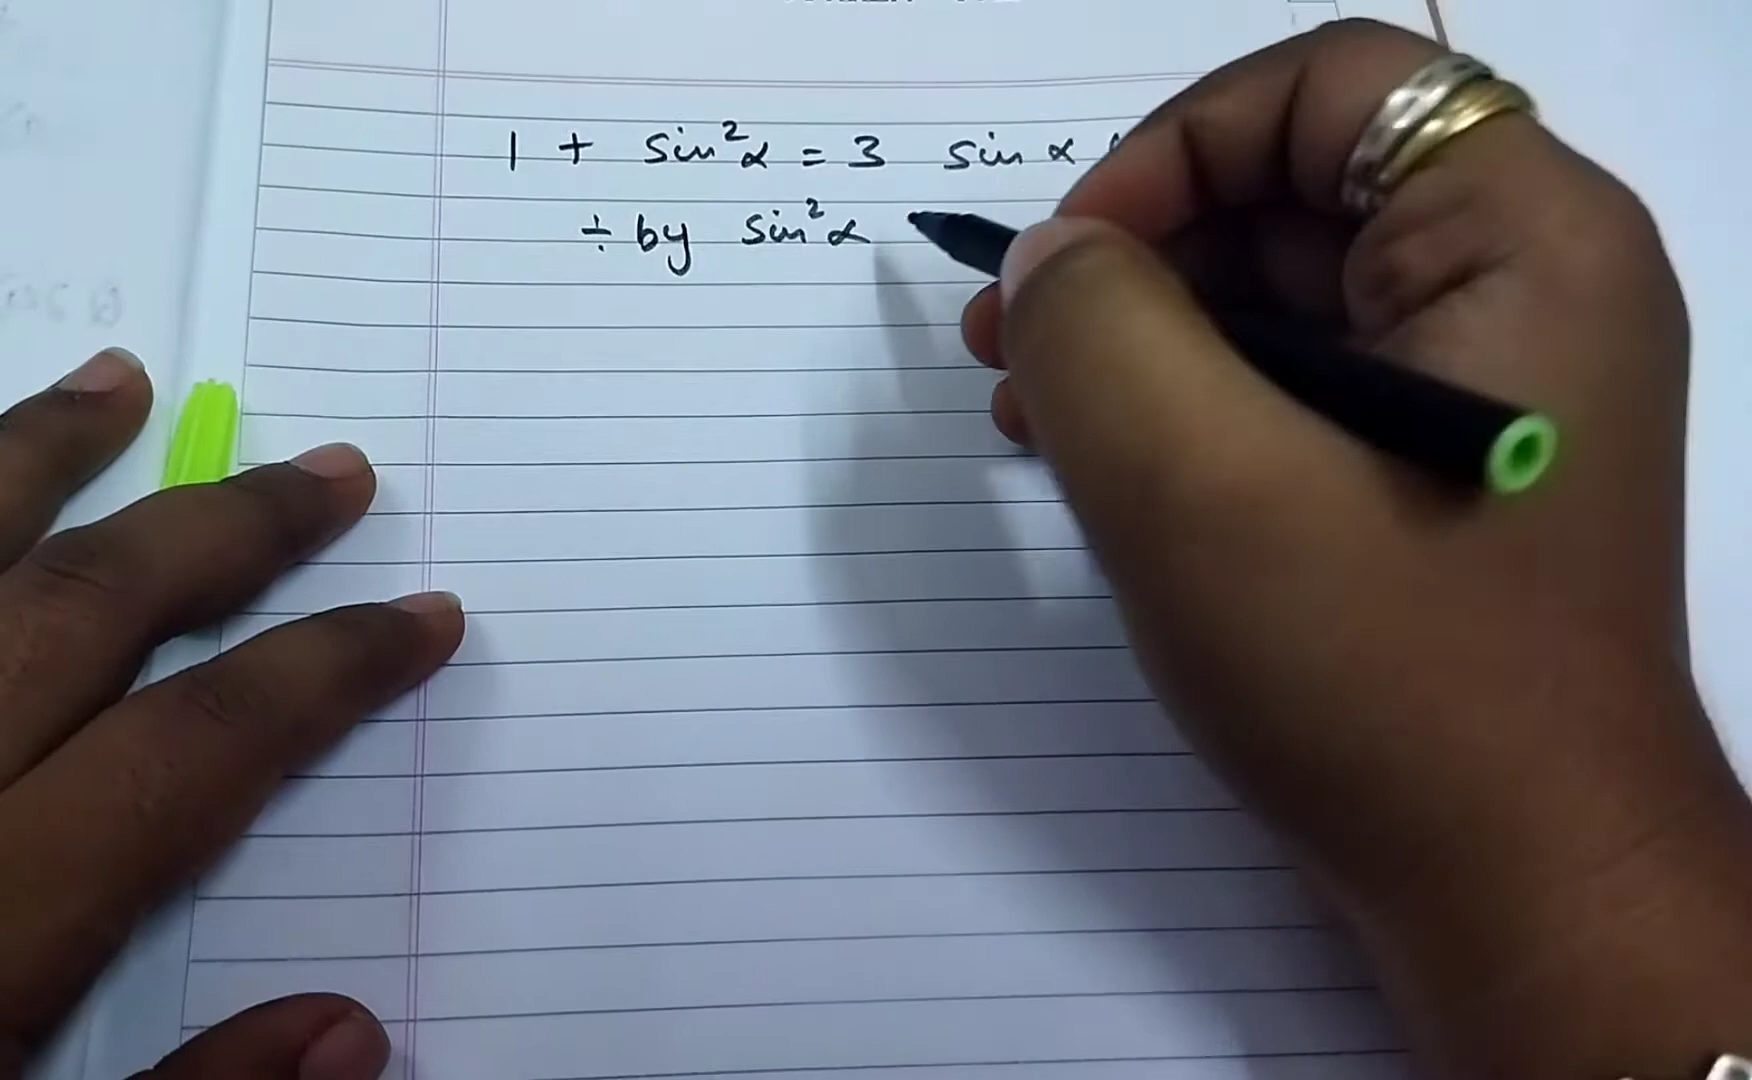 1 + sin²α = 3 sin α
÷ by sin²α